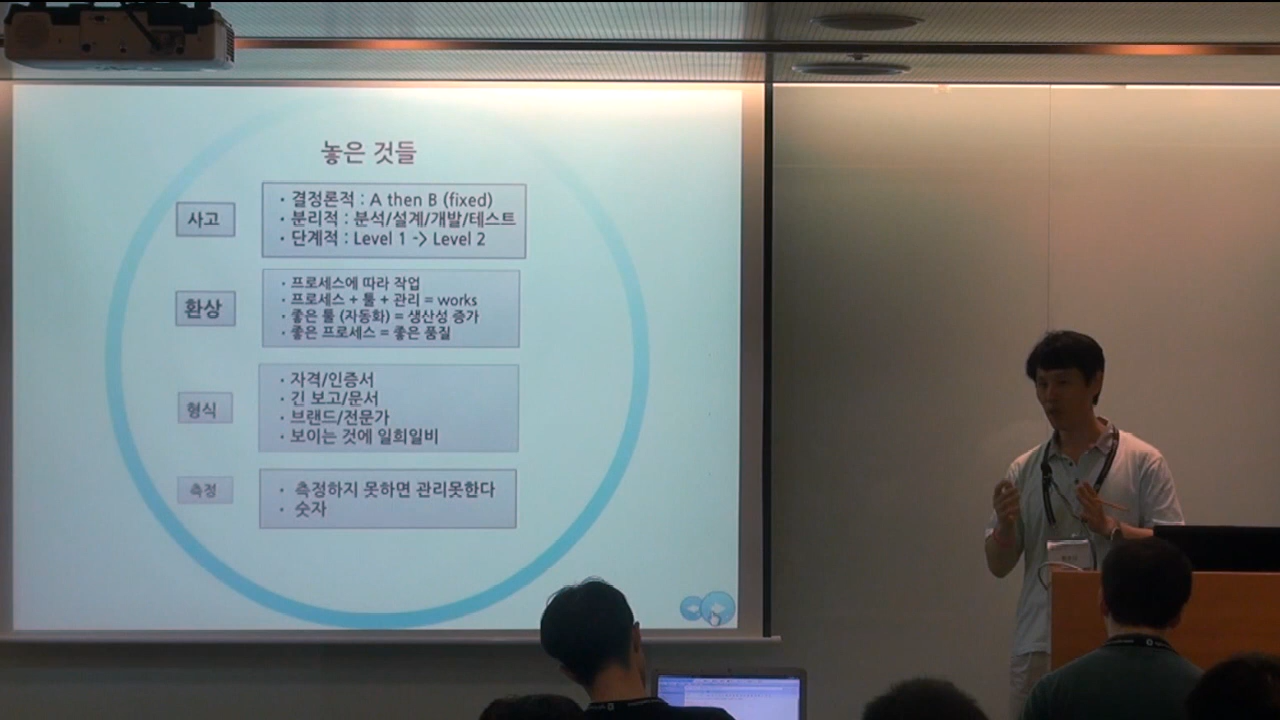 놓은 것들
사고
· 결정론적 : A then B (fixed)
· 분리적 : 분석/설계/개발/테스트
· 단계적 : Level 1 -> Level 2
환상
· 프로세스에 따라 작업
· 프로세스 + 툴 + 관리 = works
· 좋은 툴 (자동화) = 생산성 증가
· 좋은 프로세스 = 좋은 품질
형식
· 자격/인증서
· 긴 보고/문서
· 브랜드/전문가
· 보이는 것에 일희일비
측정
· 측정하지 못하면 관리못한다
· 숫자